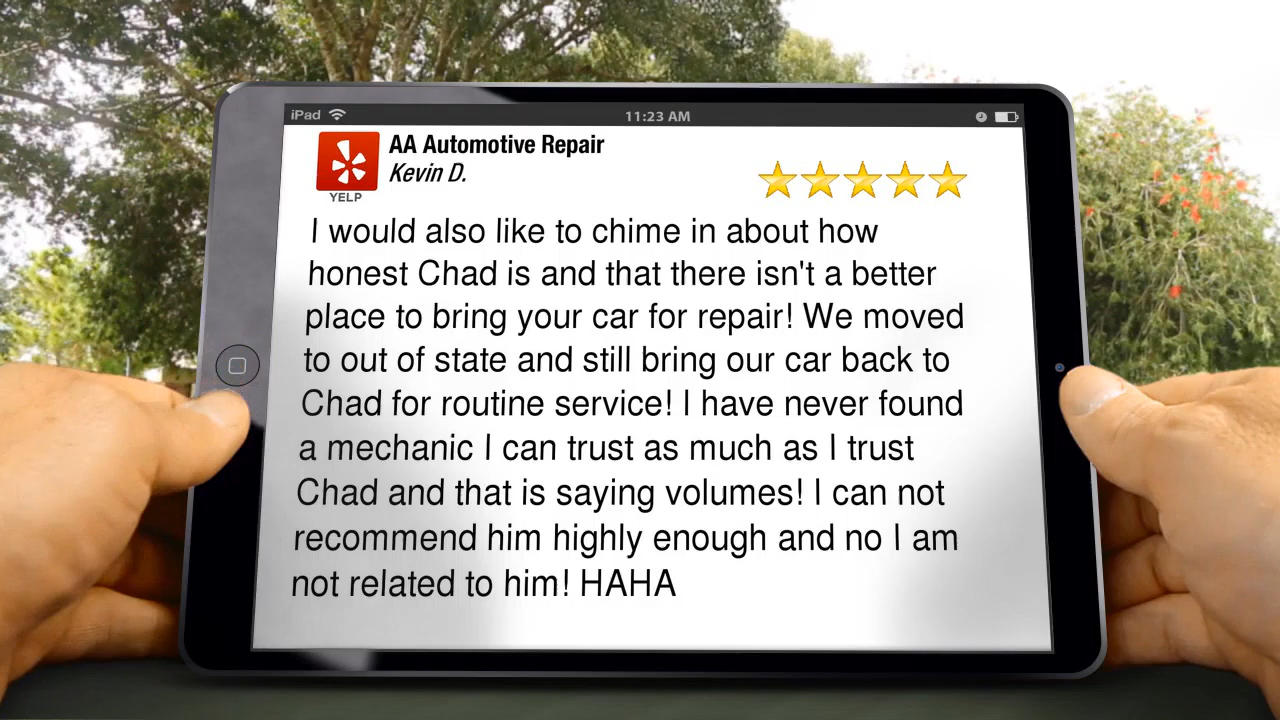 iPad 11:23 AM
AA Automotive Repair
Kevin D.
YELP
I would also like to chime in about how
honest Chad is and that there isn't a better
place to bring your car for repair! We moved
to out of state and still bring our car back to
Chad for routine service! I have never found
a mechanic I can trust as much as I trust
Chad and that is saying volumes! I can not
recommend him highly enough and no I am
not related to him! HAHA